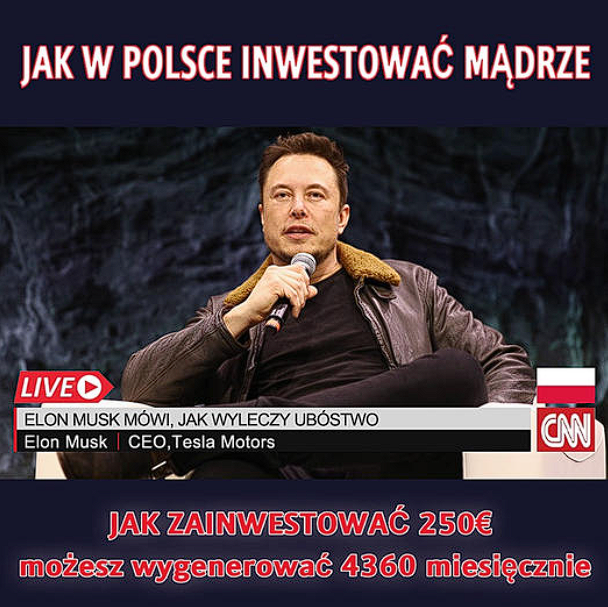 JAK W POLSCE INWESTOWAĆ MĄDRZE
LIVE
ELON MUSK MÓWI, JAK WYLECZY UBÓSTWO
Elon Musk | CEO,Tesla Motors
CNN
JAK ZAINWESTOWAĆ 250€
możesz wygenerować 4360 miesięcznie